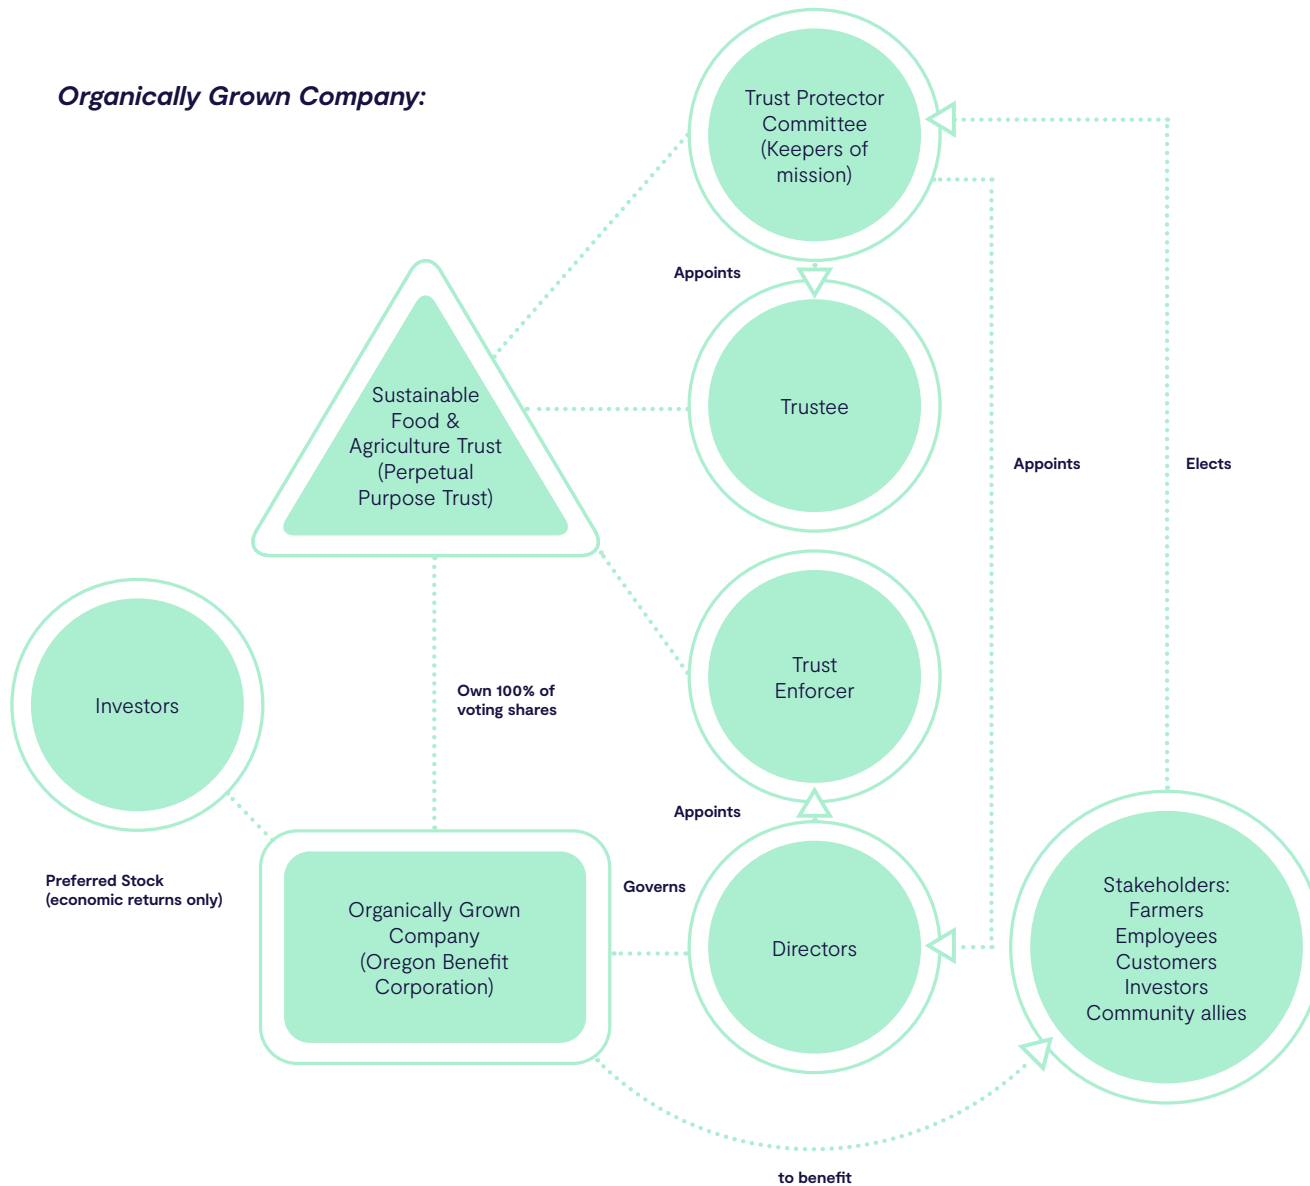 Organically Grown Company:
Trust Protector
Committee
(Keepers of
mission)
Appoints
Sustainable
Food &
Agriculture Trust
(Perpetual
Purpose Trust)
Trustee
Appoints
Elects
Investors
Own 100% of
voting shares
Trust
Enforcer
Appoints
Preferred Stock
(economic returns only)
Governs
Organically Grown
Company
(Oregon Benefit
Corporation)
Directors
Stakeholders:
Farmers
Employees
Customers
Investors
Community allies
to benefit